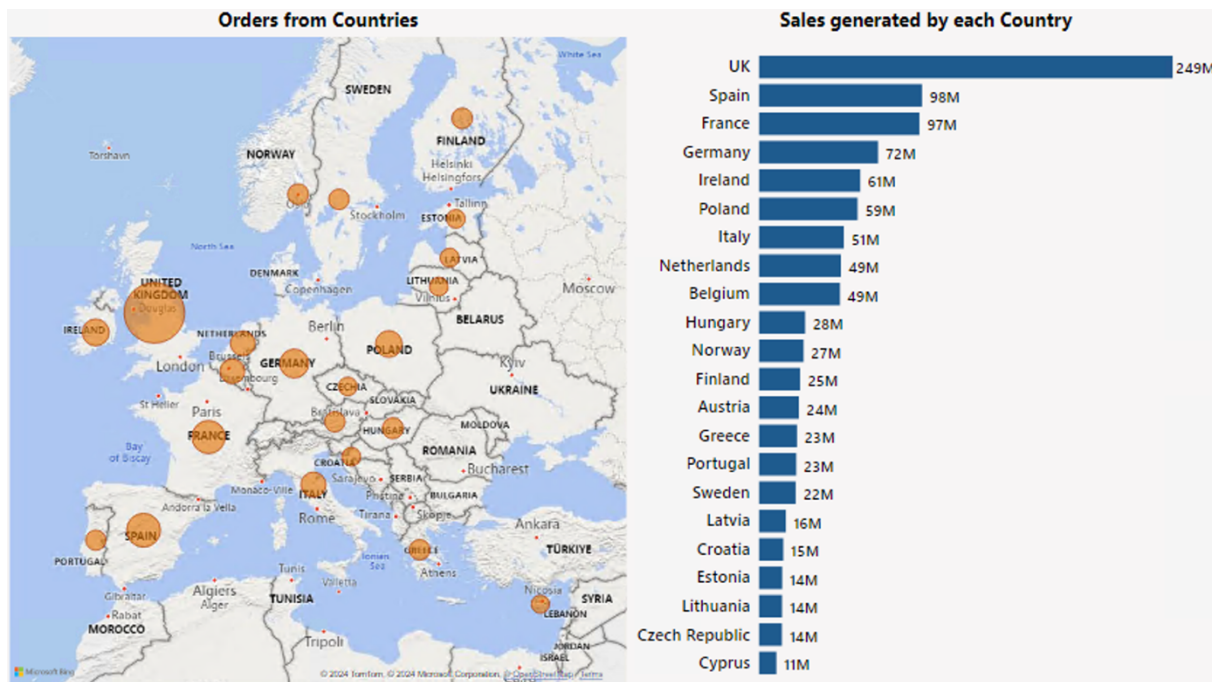 Orders from Countries
White Sea
SWEDEN
FINLAND
Torshavn
NORWAY
Helsinki
Helsingfors
Oslo
Tallinn
Stockholm
ESTONIA
North Sea
LATVIA
DENMARK
LITHUANIA
UNITED
KINGDOM
Copenhagen
Moscow
Vilnius
Douglas
BELARUS
IRELAND
NETHERLANDS
Berlin
POLAND
London
Brussels
GERMANY
Kyiv
Luxembourg
CZECHIA
UKRAINE
St Helier
SLOVAKIA
Paris
Bratislava
MOLDOVA
FRANCE
HUNGARY
Bay
of Biscay
ROMANIA
CROATIA
Bucharest
Monaco-Ville
Sarajevo
SERBIA
ITALY
Pristina
BULGARIA
Andorra la Vella
Rome
Tirana
Skopje
Ankara
SPAIN
TÜRKIYE
GREECE
PORTUGAL
Ionian
Sea
Athens
Tunis
Valletta
Nicosia
Gibraltar
Algiers
Alger
TUNISIA
SYRIA
LEBANON
Rabat
MOROCCO
Tripoli
JORDAN
ISRAEL
Microsoft Bing
© 2024 TomTom, © 2024 Microsoft Corporation, © OpenStreetMap Terms
Sales generated by each Country
UK 249M
Spain 98M
France 97M
Germany 72M
Ireland 61M
Poland 59M
Italy 51M
Netherlands 49M
Belgium 49M
Hungary 28M
Norway 27M
Finland 25M
Austria 24M
Greece 23M
Portugal 23M
Sweden 22M
Latvia 16M
Croatia 15M
Estonia 14M
Lithuania 14M
Czech Republic 14M
Cyprus 11M